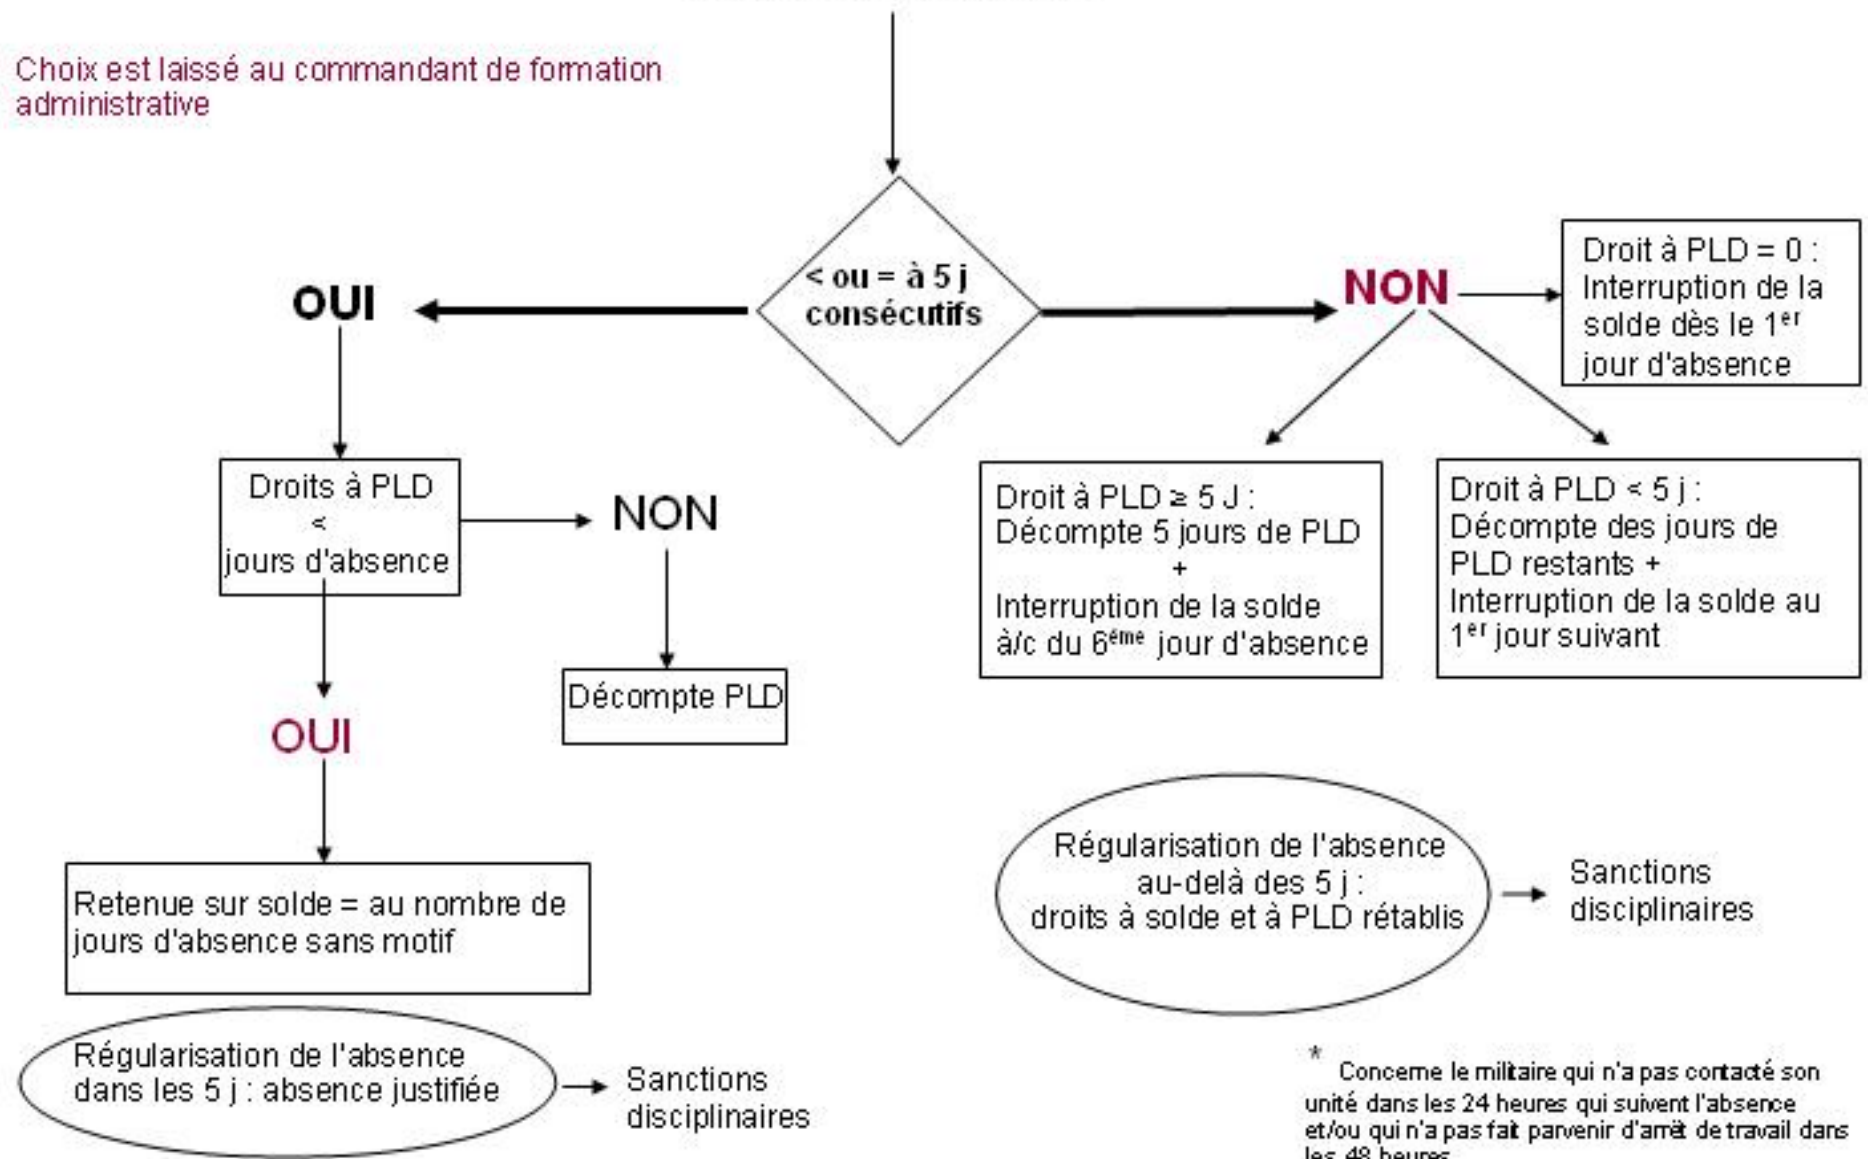 Choix est laissé au commandant de formation
administrative
< ou = à 5 j
consécutifs
OUI
NON
Droit à PLD = 0 :
Interruption de la
solde dès le 1er
jour d'absence
Droits à PLD
<
jours d'absence
NON
Décompte PLD
OUI
Retenue sur solde = au nombre de
jours d'absence sans motif
Régularisation de l'absence
dans les 5 j : absence justifiée
Sanctions
disciplinaires
Droit à PLD ≥ 5 J :
Décompte 5 jours de PLD
+
Interruption de la solde
à/c du 6ème jour d'absence
Droit à PLD < 5 j :
Décompte des jours de
PLD restants +
Interruption de la solde au
1er jour suivant
Régularisation de l'absence
au-delà des 5 j :
droits à solde et à PLD rétablis
Sanctions
disciplinaires
* Concerne le militaire qui n'a pas contacté son
unité dans les 24 heures qui suivent l'absence
et/ou qui n'a pas fait parvenir d'arrêt de travail dans
les 48 heures